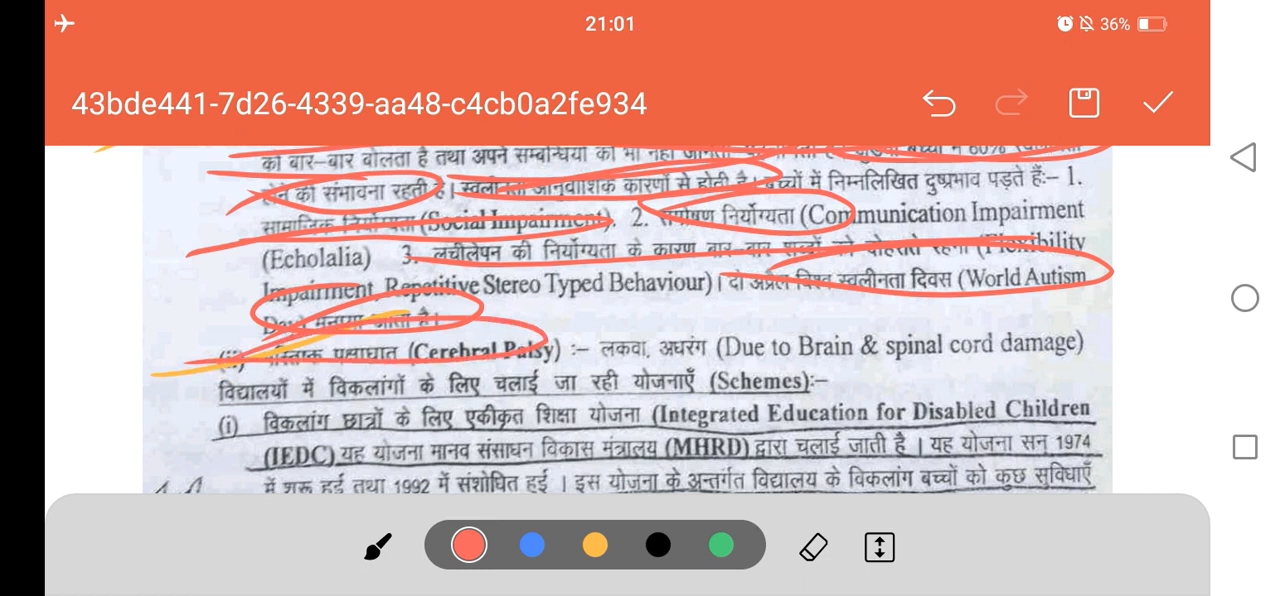 21:01
36%
43bde441-7d26-4339-aa48-c4cb0a2fe934
को बार-बार बोलता है तथा अपने सम्बन्धियों को भी नहीं जानता 60%
होने की संभावना रहती है। स्वलीनता आनुवांशिक कारणों से होती है। बच्चों में निम्नलिखित दुष्प्रभाव पड़ते हैं:- 1.
सामाजिक निर्योग्यता (Social Impairment). 2. संप्रेषण निर्योग्यता (Communication Impairment
(Echolalia) 3. लचीलेपन की निर्योग्यता के कारण बार-बार शब्दों को दोहराते रहना (Flexibility
Impairment, Repetitive Stereo Typed Behaviour)। दो अप्रैल विश्व स्वलीनता दिवस (World Autism
Day) मनाया जाता है।
(ii) मस्तिष्क पक्षाघात (Cerebral Palsy) :- लकवा, अधरंग (Due to Brain & spinal cord damage)
विद्यालयों में विकलांगों के लिए चलाई जा रही योजनाएँ (Schemes):-
(i) विकलांग छात्रों के लिए एकीकृत शिक्षा योजना (Integrated Education for Disabled Children
(IEDC) यह योजना मानव संसाधन विकास मंत्रालय (MHRD) द्वारा चलाई जाती है। यह योजना सन् 1974
में शुरू हुई तथा 1992 में संशोधित हुई। इस योजना के अन्तर्गत विद्यालय के विकलांग बच्चों को कुछ सुविधाएँ